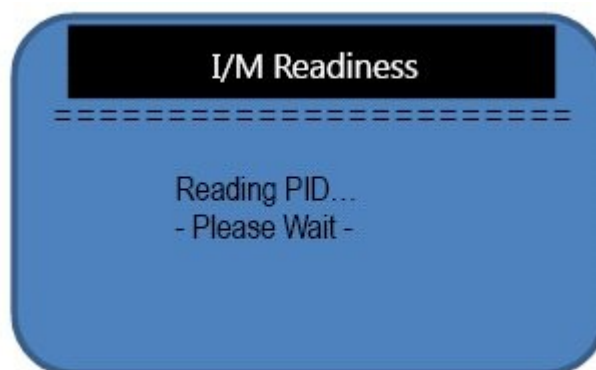 I/M Readiness
======================
Reading PID...
- Please Wait -